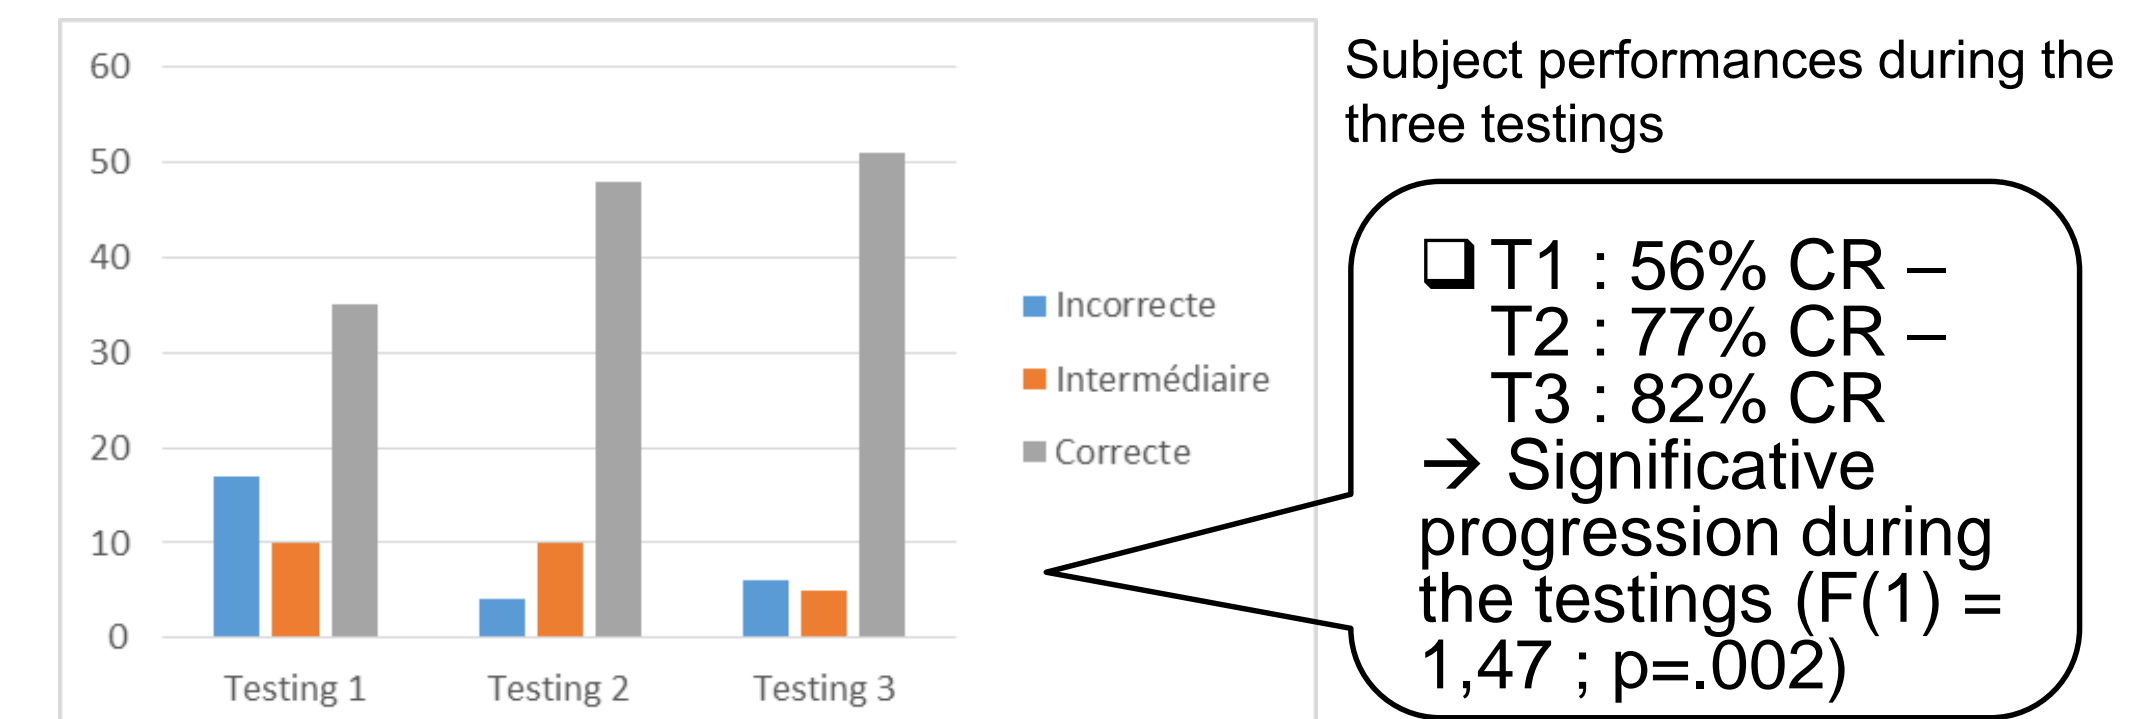 60
50
40
30
20
10
0
Testing 1
Testing 2
Testing 3
Incorrecte
Intermédiaire
Correcte
Subject performances during the
three testings
T1 : 56% CR –
T2 : 77% CR –
T3 : 82% CR
→ Significative
progression during
the testings (F(1) =
1,47 ; p=.002)